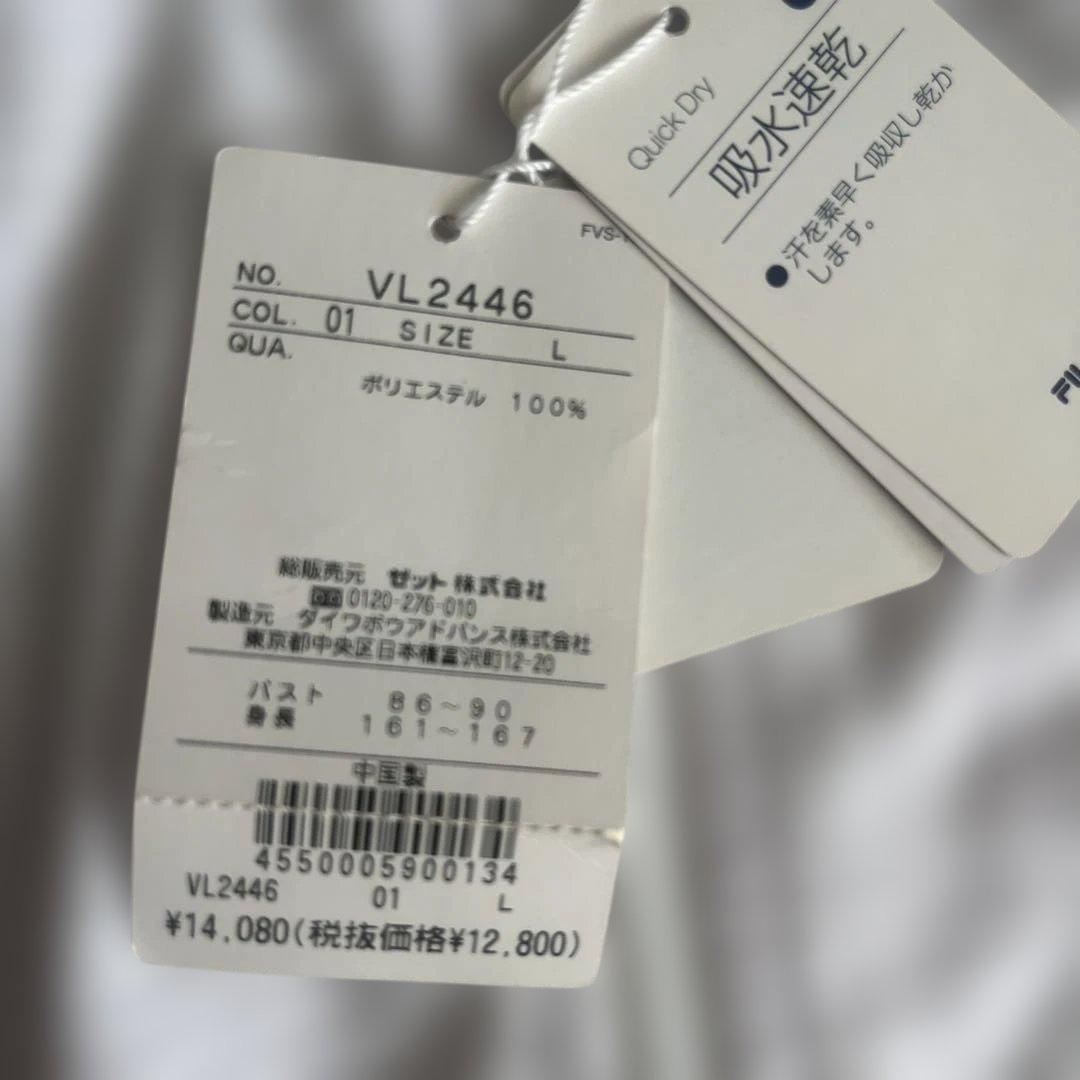 Quick Dry
吸水速乾
●汗を素早く吸収し乾か
します。
FVS-
NO. VL2446
COL. 01 SIZE L
QUA.
ポリエステル 100%
総販売元 ゼット株式会社
0120-276-010
製造元 ダイワボウアドバンス株式会社
東京都中央区日本橋富沢町12-20
バスト 86~90
身長 161~167
中国製
4550005900134
VL2446 01 L
¥14,080(税抜価格¥12,800)